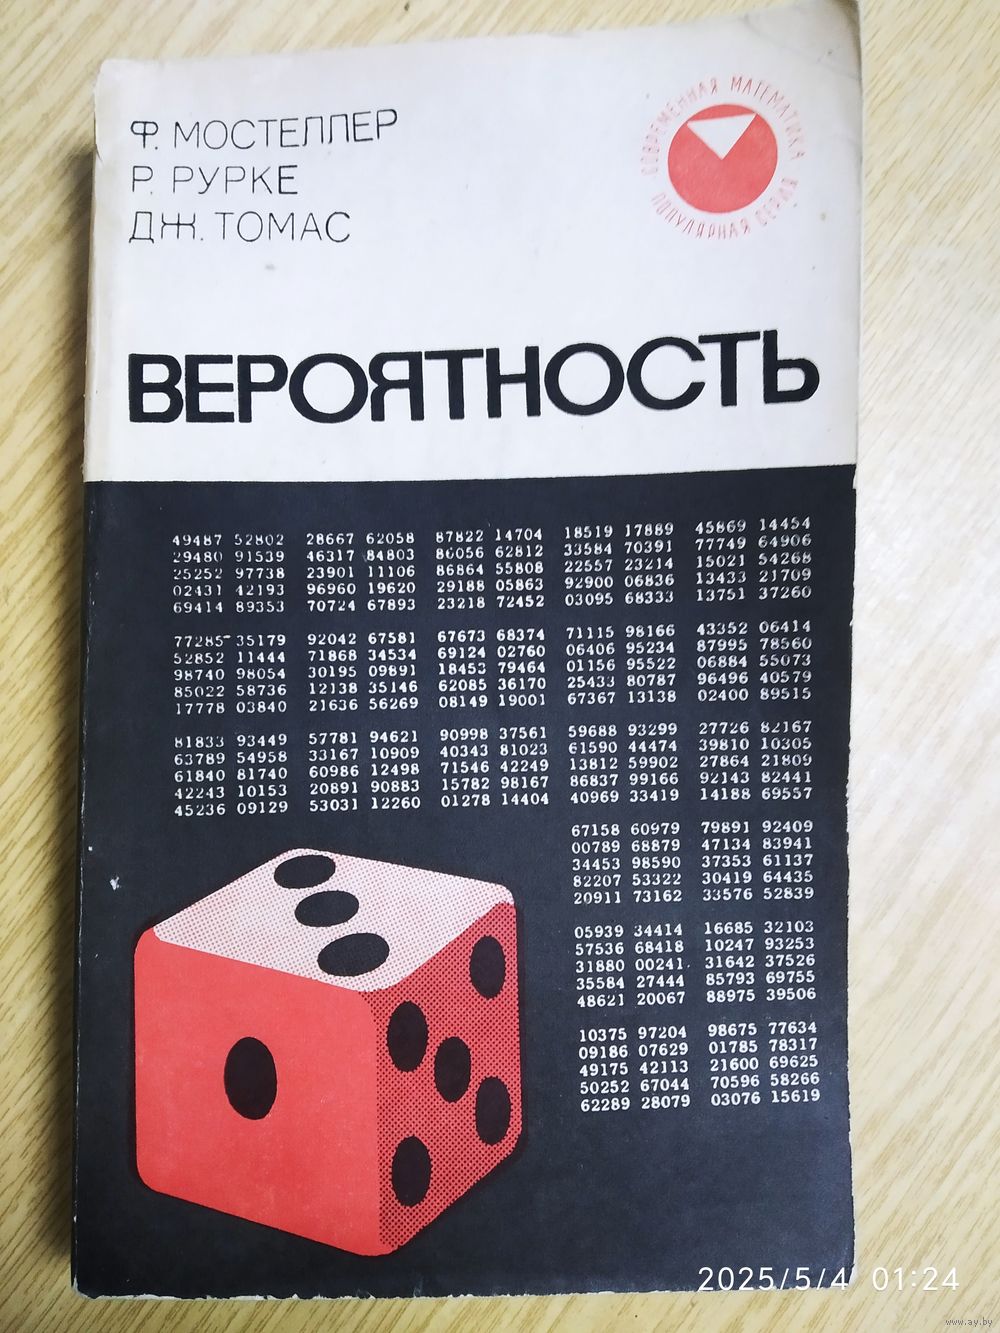 Ф. МОСТЕЛЛЕР
Р. РУРКЕ
ДЖ. ТОМАС
СОВРЕМЕННАЯ МАТЕМАТИКА
ПОПУЛЯРНАЯ СЕРИЯ
ВЕРОЯТНОСТЬ
49487 52802 28667 62058 87822 14704 18519 17889 45869 14454
29480 91539 46317 84803 86056 62812 33584 70391 77749 64906
25252 97738 23901 11106 86864 55808 22557 23214 15021 54268
02431 42193 96960 19620 29188 05863 92900 06836 13433 21709
69414 89353 70724 67893 23218 72452 03095 68333 13751 37260
77285 35179 92042 67581 67673 68374 71115 98166 43352 06414
52852 11444 71868 34534 69124 02760 06406 95234 87995 78560
98740 98054 30195 09891 18453 79464 01156 95522 06884 55073
85022 58736 12138 35146 62085 36170 25433 80787 96496 40579
17778 03840 21636 56269 08149 19001 67367 13138 02400 89515
81833 93449 57781 94621 90998 37561 59688 93299 27726 82167
63789 54958 33167 10909 40343 81023 61590 44474 39810 10305
61840 81740 60986 12498 71546 42249 13812 59902 27864 21809
42243 10153 20891 90883 15782 98167 86837 99166 92143 82441
45236 09129 53031 12260 01278 14404 40969 33419 14188 69557
67158 60979 79891 92409
00789 68879 47134 83941
34453 98590 37353 61137
82207 53322 30419 64435
20911 73162 33576 52839
05939 34414 16685 32103
57536 68418 10247 93253
31880 00241 31642 37526
35584 27444 85793 69755
48621 20067 88975 39506
10375 97204 98675 77634
09186 07629 01785 78317
49175 42113 21600 69625
50252 67044 70596 58266
62289 28079 03076 15619
2025/5/4 01:24
www.ay.by